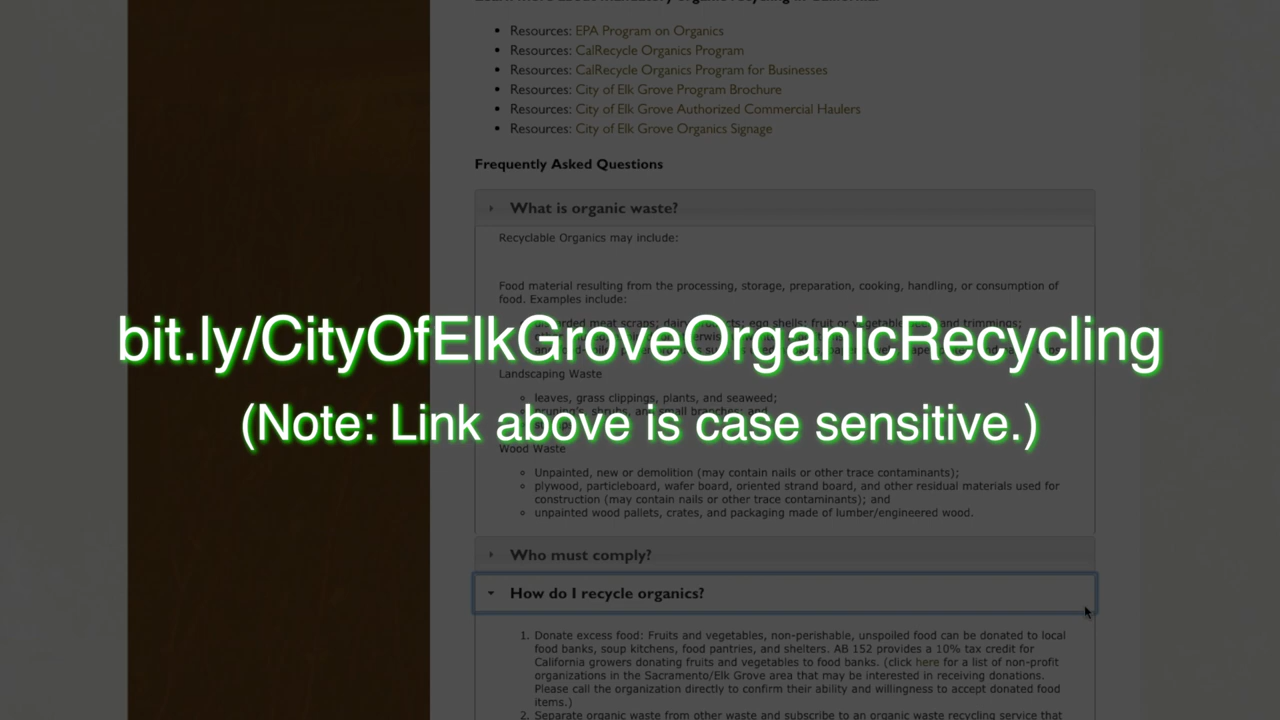 Resources: EPA Program on Organics
Resources: CalRecycle Organics Program
Resources: CalRecycle Organics Program for Businesses
Resources: City of Elk Grove Program Brochure
Resources: City of Elk Grove Authorized Commercial Haulers
Resources: City of Elk Grove Organics Signage
Frequently Asked Questions
What is organic waste?
Recyclable Organics may include:
Food material resulting from the processing, storage, preparation, cooking, handling, or consumption of
food. Examples include:
meat scraps; and trimmings;
bit.ly/CityOfElkGroveOrganicRecycling
Landscaping Waste
leaves, grass clippings, plants, and seaweed;
(Note: Link above is case sensitive.)
Wood Waste
Unpainted, new or demolition (may contain nails or other trace contaminants);
plywood, particleboard, wafer board, oriented strand board, and other residual materials used for
construction (may contain nails or other trace contaminants); and
unpainted wood pallets, crates, and packaging made of lumber/engineered wood.
Who must comply?
How do I recycle organics?
1. Donate excess food: Fruits and vegetables, non-perishable, unspoiled food can be donated to local
food banks, soup kitchens, food pantries, and shelters. AB 152 provides a 10% tax credit for
California growers donating fruits and vegetables to food banks. (click here for a list of non-profit
organizations in the Sacramento/Elk Grove area that may be interested in receiving donations.
Please call the organization directly to confirm their ability and willingness to accept donated food
items.)
2. Separate organic waste from other waste and subscribe to an organic waste recycling service that